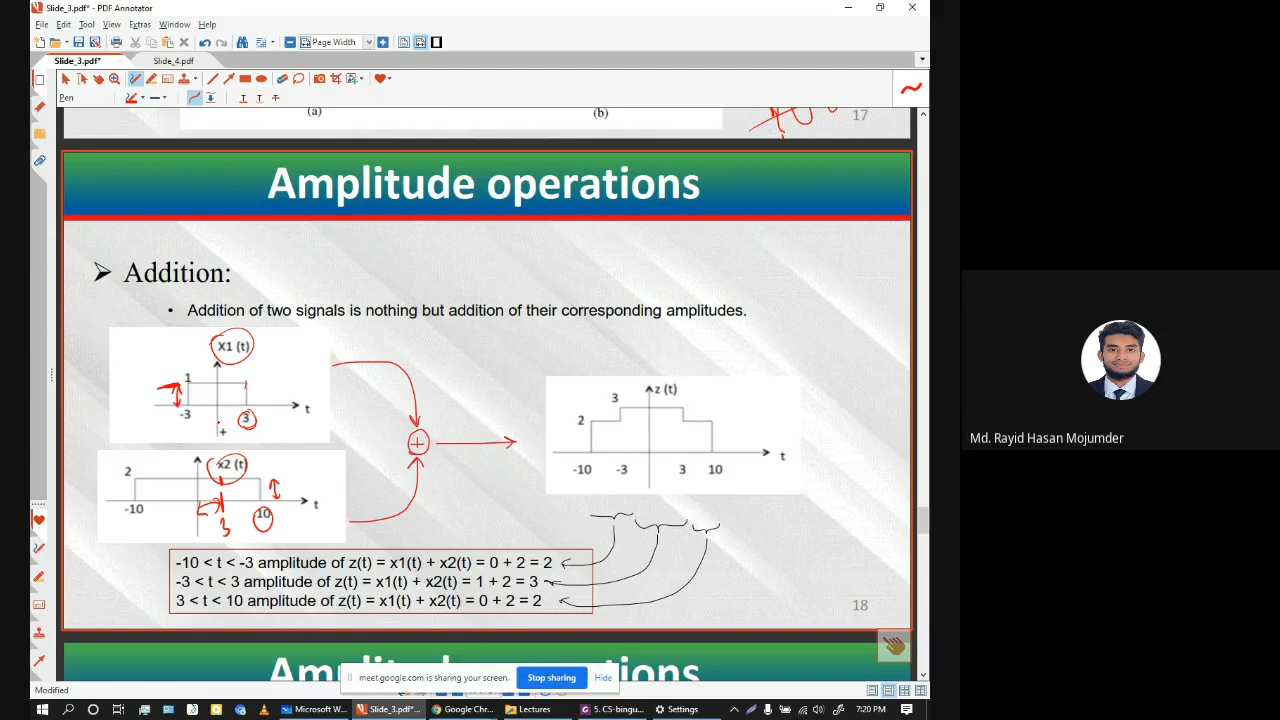 Slide_3.pdf* - PDF Annotator
File Edit Tool View Extras Window Help
Page Width
Slide_3.pdf* Slide_4.pdf
Pen
(a) (b) 17
Amplitude operations
➤ Addition:
• Addition of two signals is nothing but addition of their corresponding amplitudes.
X1 (t)
1
-3 3 t
+
x2 (t)
2
-10 10 t
3
+
z (t)
3
2
-10 -3 3 10 t
-10 < t < -3 amplitude of z(t) = x1(t) + x2(t) = 0 + 2 = 2
-3 < t < 3 amplitude of z(t) = x1(t) + x2(t) = 1 + 2 = 3
3 < t < 10 amplitude of z(t) = x1(t) + x2(t) = 0 + 2 = 2
18
meet.google.com is sharing your screen. Stop sharing Hide
Modified
Microsoft W... Slide_3.pdf*... Google Chr... Lectures 5. CS-bingu... Settings 7:20 PM
Md. Rayid Hasan Mojumder